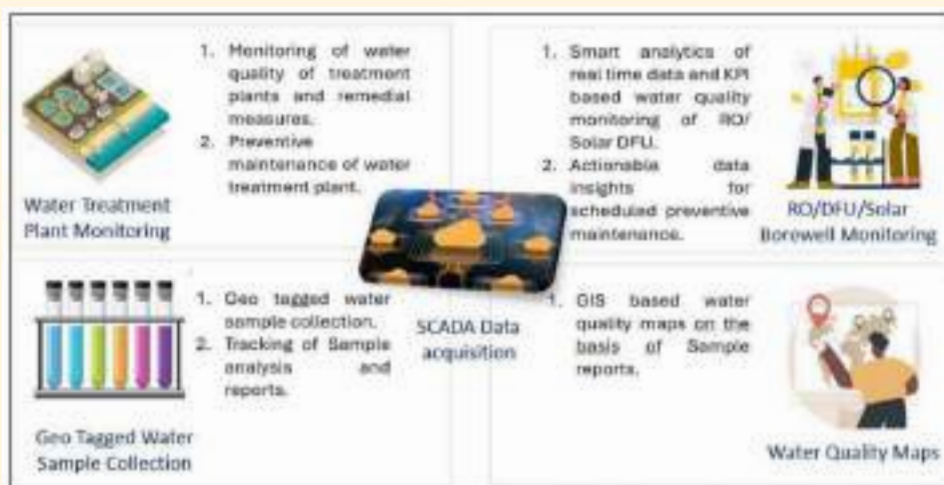 1. Monitoring of water
quality of treatment
plants and remedial
measures.
2. Preventive
maintenance of water
treatment plant.
Water Treatment
Plant Monitoring
1. Smart analytics of
real time data and KPI
based water quality
monitoring of RO/
Solar DFU.
2. Actionable data
insights for
scheduled preventive
maintenance.
RO/DFU/Solar
Borewell Monitoring
SCADA Data
acquisition
1. Geo tagged water
sample collection.
2. Tracking of Sample
analysis and
reports.
Geo Tagged Water
Sample Collection
1. GIS based water
quality maps on the
basis of Sample
reports.
Water Quality Maps